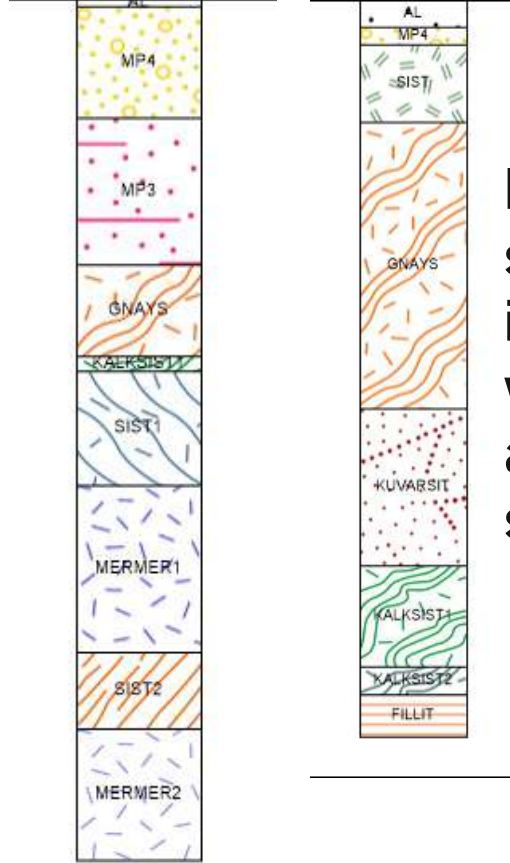 AL
MP4
MP3
GNAYS
KALKSIST1
SIST1
MERMER1
SIST2
MERMER2
AL
MP4
SIST
GNAYS
KUVARSIT
KALKSIST1
KALKSIST2
FILLIT